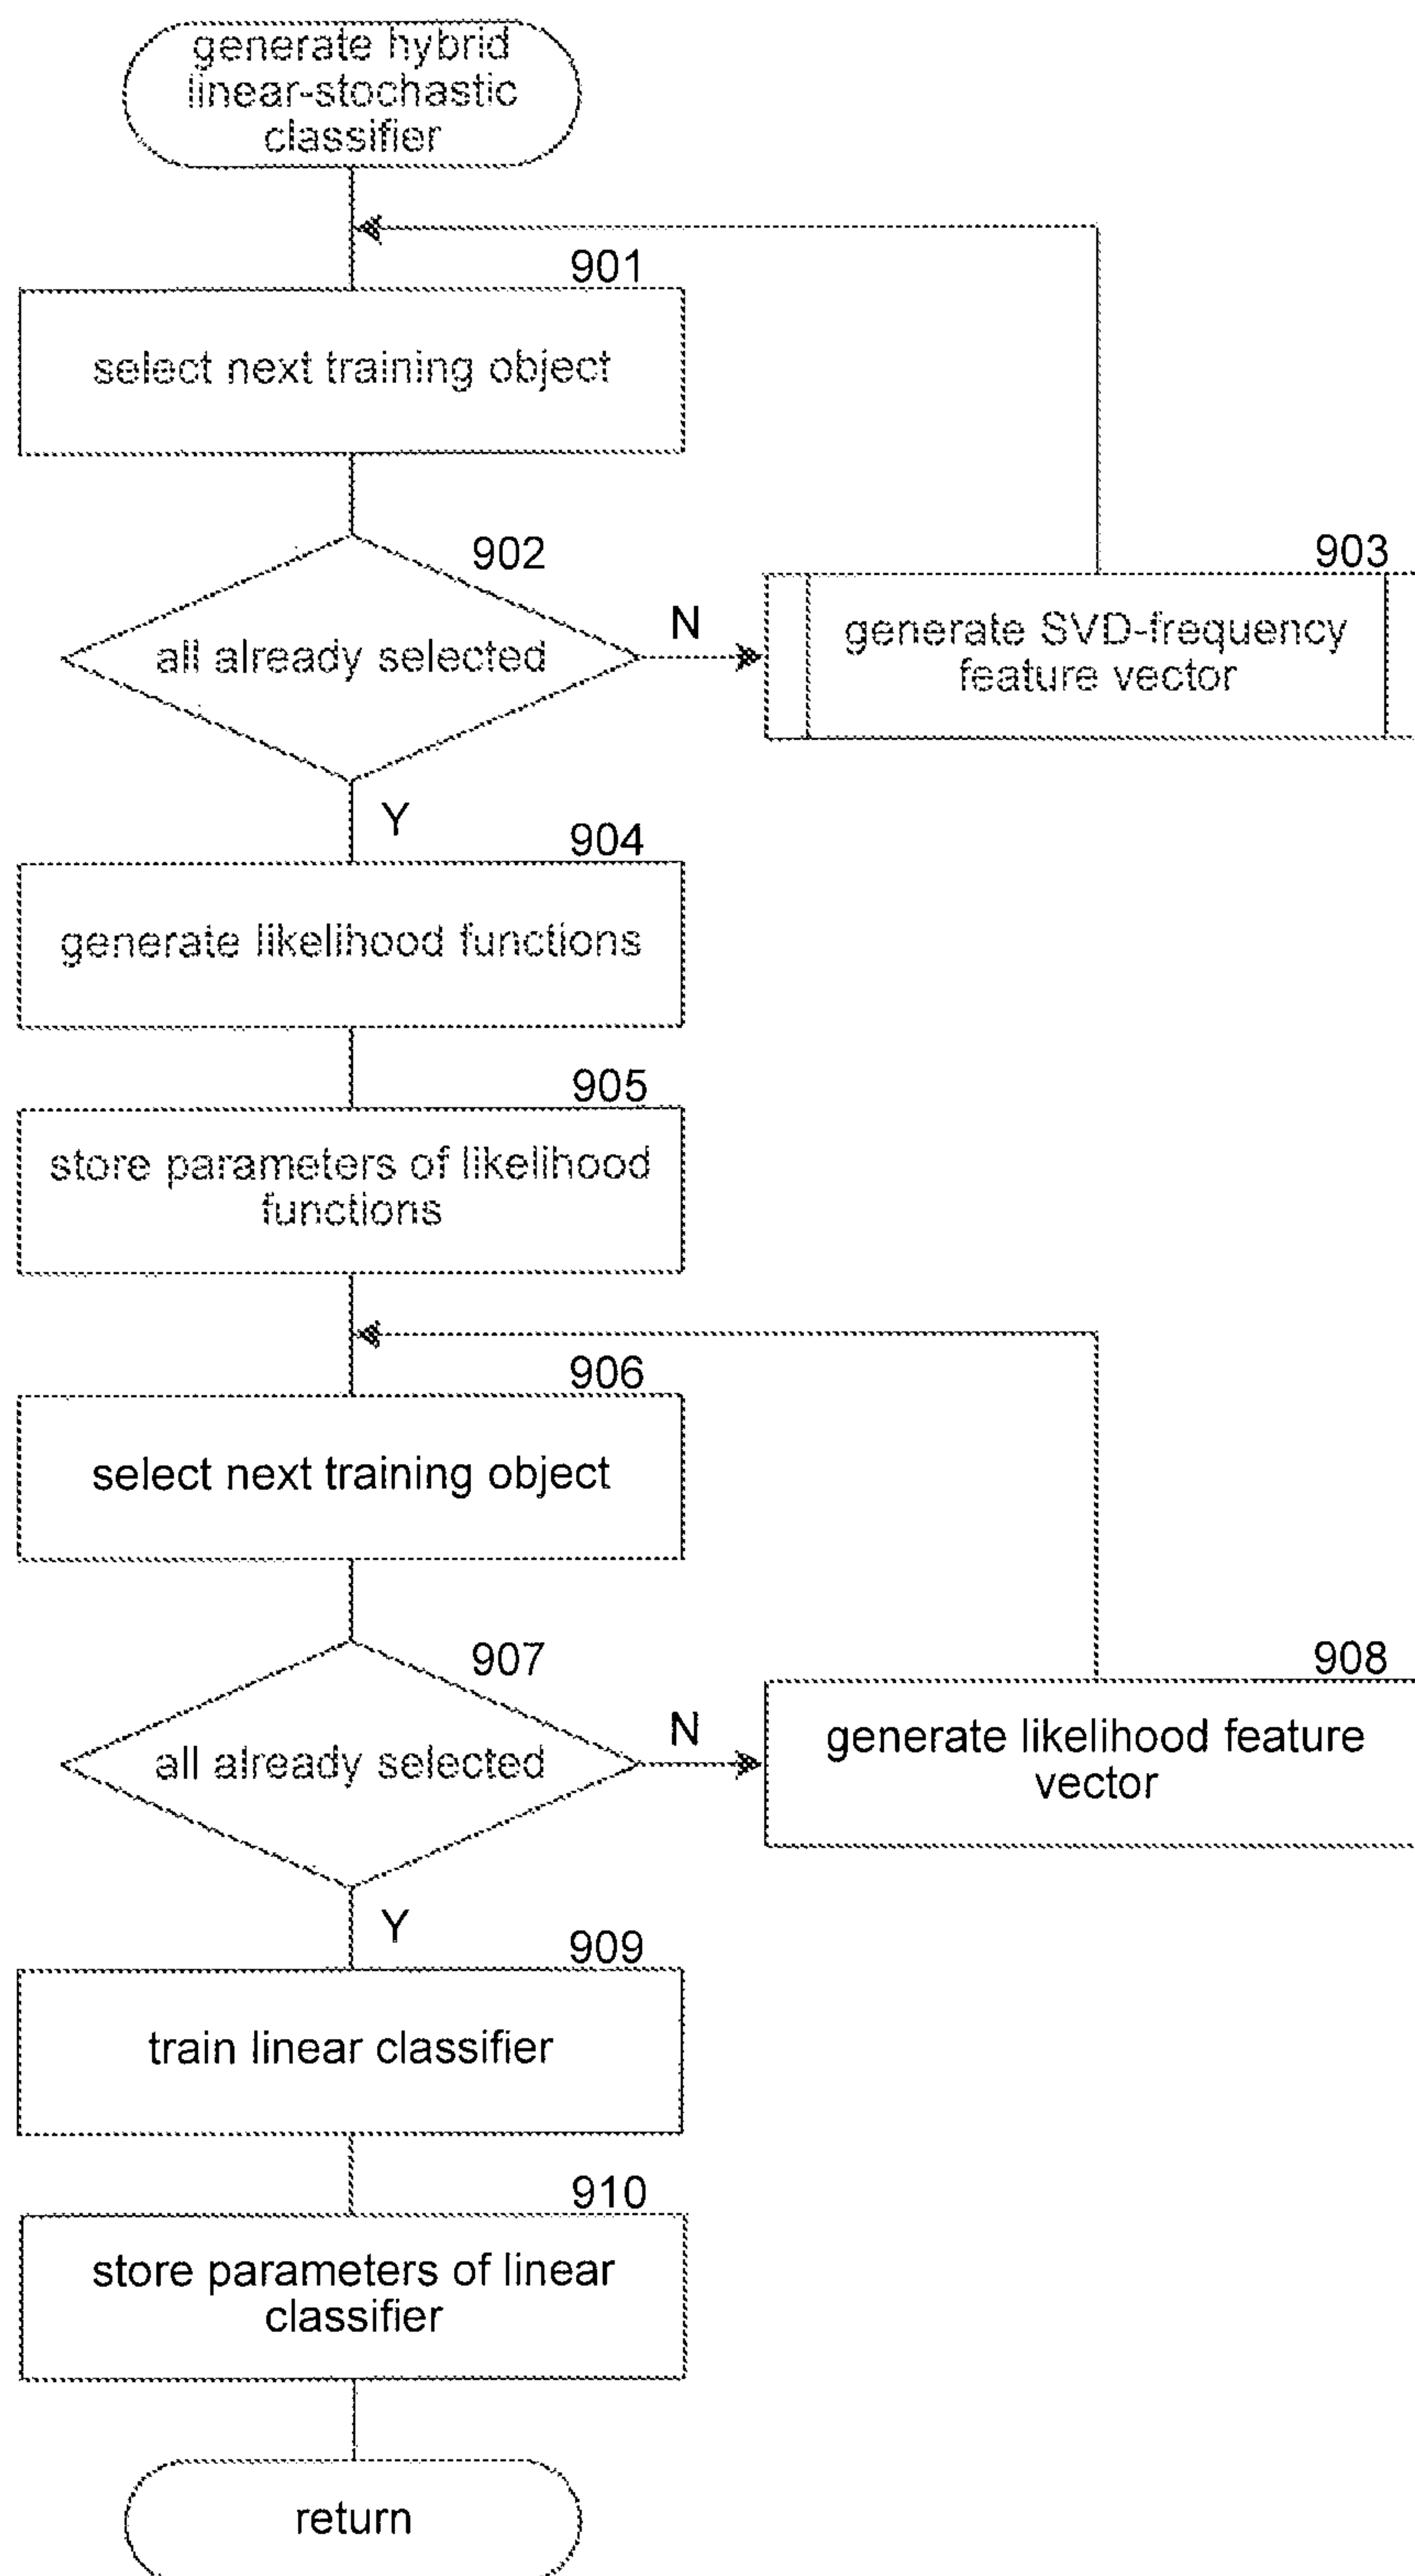 generate hybrid
linear-stochastic
classifier
901
select next training object
902
all already selected
N
903
generate SVD-frequency
feature vector
Y
904
generate likelihood functions
905
store parameters of likelihood
functions
906
select next training object
907
all already selected
N
908
generate likelihood feature
vector
Y
909
train linear classifier
910
store parameters of linear
classifier
return